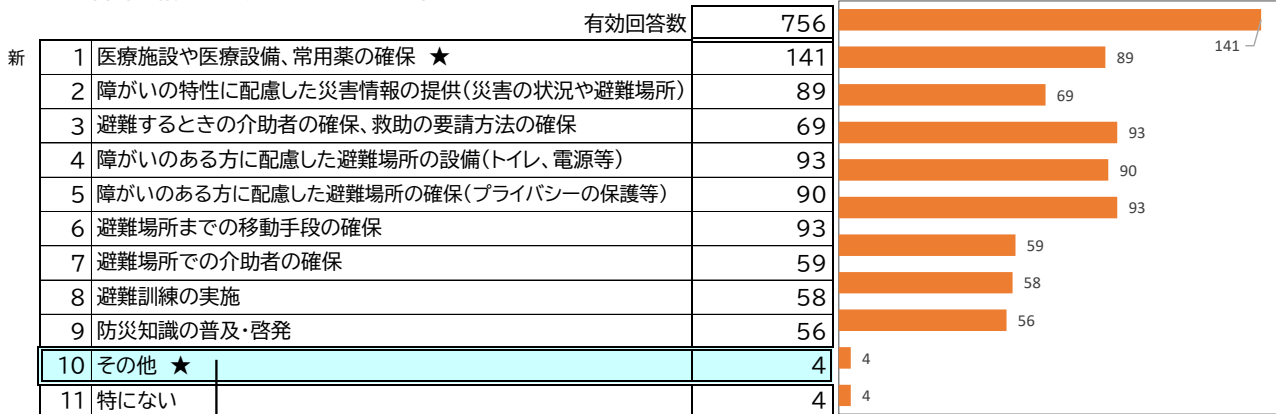 有効回答数 756
新 1 医療施設や医療設備、常用薬の確保 ★ 141
2 障がいの特性に配慮した災害情報の提供(災害の状況や避難場所) 89
3 避難するときの介助者の確保、救助の要請方法の確保 69
4 障がいのある方に配慮した避難場所の設備(トイレ、電源等) 93
5 障がいのある方に配慮した避難場所の確保(プライバシーの保護等) 90
6 避難場所までの移動手段の確保 93
7 避難場所での介助者の確保 59
8 避難訓練の実施 58
9 防災知識の普及・啓発 56
10 その他 ★ 4
11 特にない 4
141
89
69
93
90
93
59
58
56
4
4